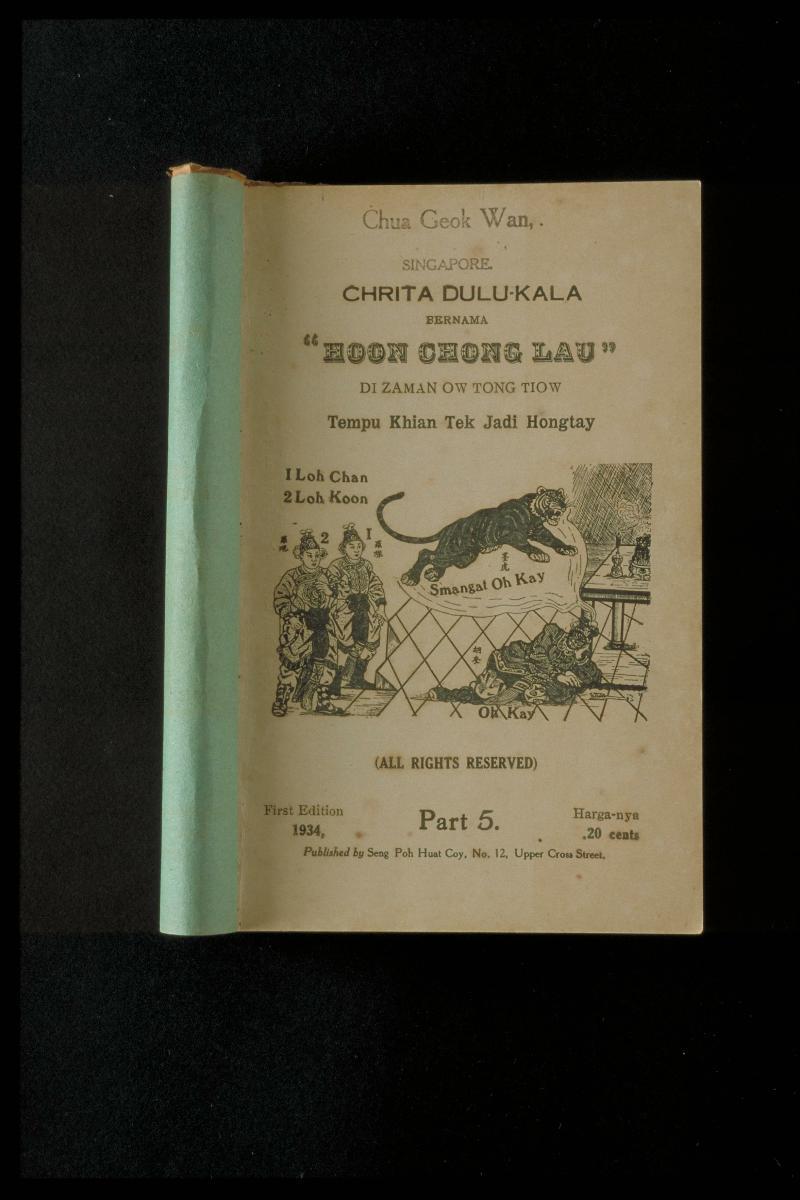 Chua Geok Wan, .
SINGAPORE.
CHRITA DULU-KALA
BERNAMA
"HOON CHONG LAU"
DI ZAMAN OW TONG TIOW
Tempu Khian Tek Jadi Hongtay
1 Loh Chan
2 Loh Koon
2
1
Smangat Oh Kay
Oh Kay
(ALL RIGHTS RESERVED)
First Edition
1934,
Part 5.
Harga-nya
.20 cents
Published by Seng Poh Huat Coy, No. 12, Upper Cross Street,